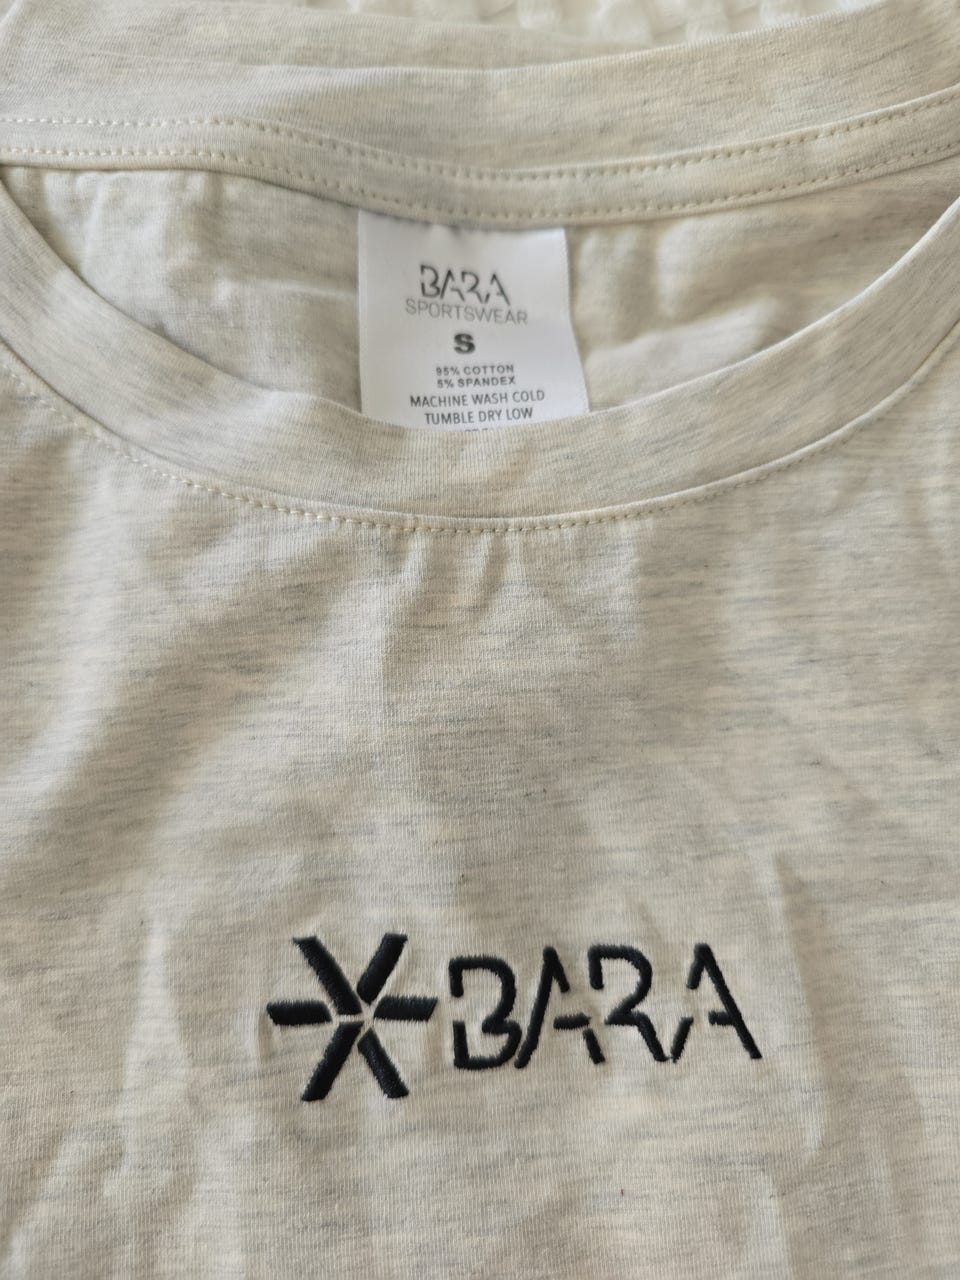 BARA
SPORTSWEAR
S
95% COTTON
5% SPANDEX
MACHINE WASH COLD
TUMBLE DRY LOW
BARA